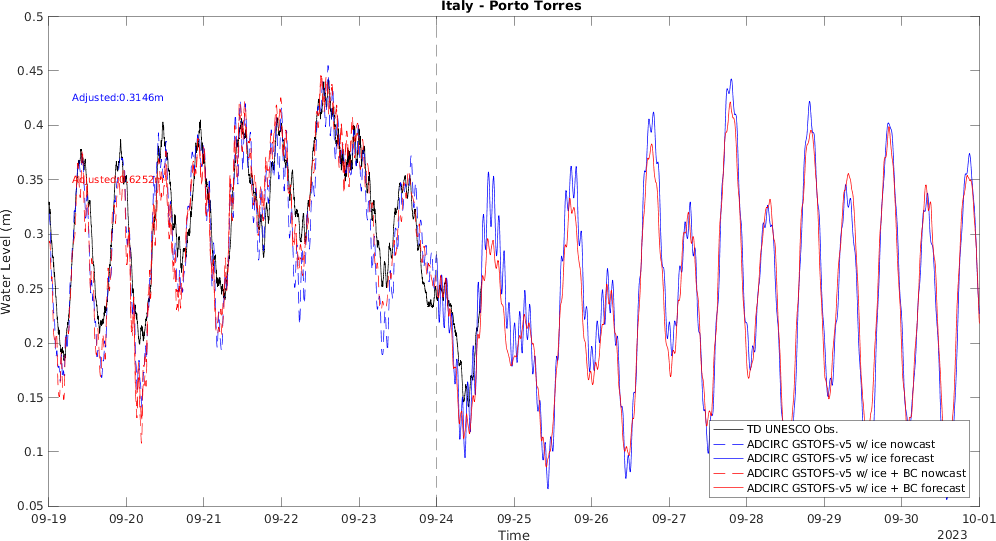 Italy - Porto Torres
Water Level (m)
0.5
0.45
0.4
0.35
0.3
0.25
0.2
0.15
0.1
0.05
Adjusted:0.3146m
Adjusted:0.6252m
TD UNESCO Obs.
ADCIRC GSTOFS-v5 w/ ice nowcast
ADCIRC GSTOFS-v5 w/ ice forecast
ADCIRC GSTOFS-v5 w/ ice + BC nowcast
ADCIRC GSTOFS-v5 w/ ice + BC forecast
09-19 09-20 09-21 09-22 09-23 09-24 09-25 09-26 09-27 09-28 09-29 09-30 10-01
Time
2023